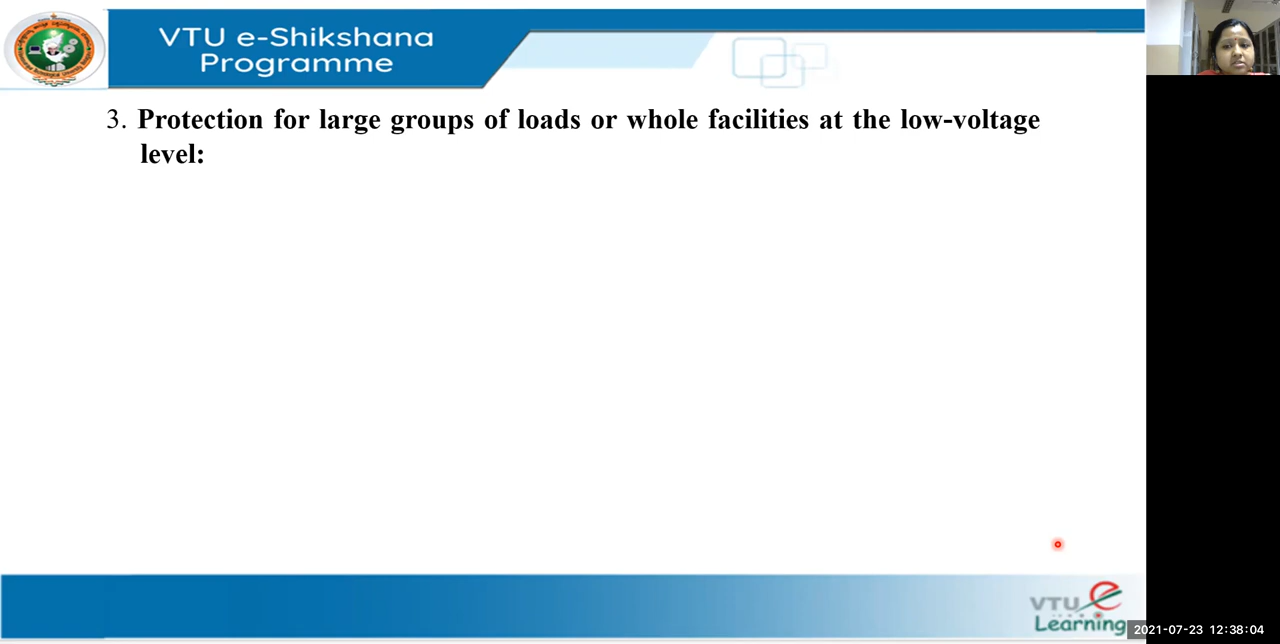 VTU e-Shikshana
Programme
3. Protection for large groups of loads or whole facilities at the low-voltage
level:
VTU e
Learning
2021-07-23 12:38:04